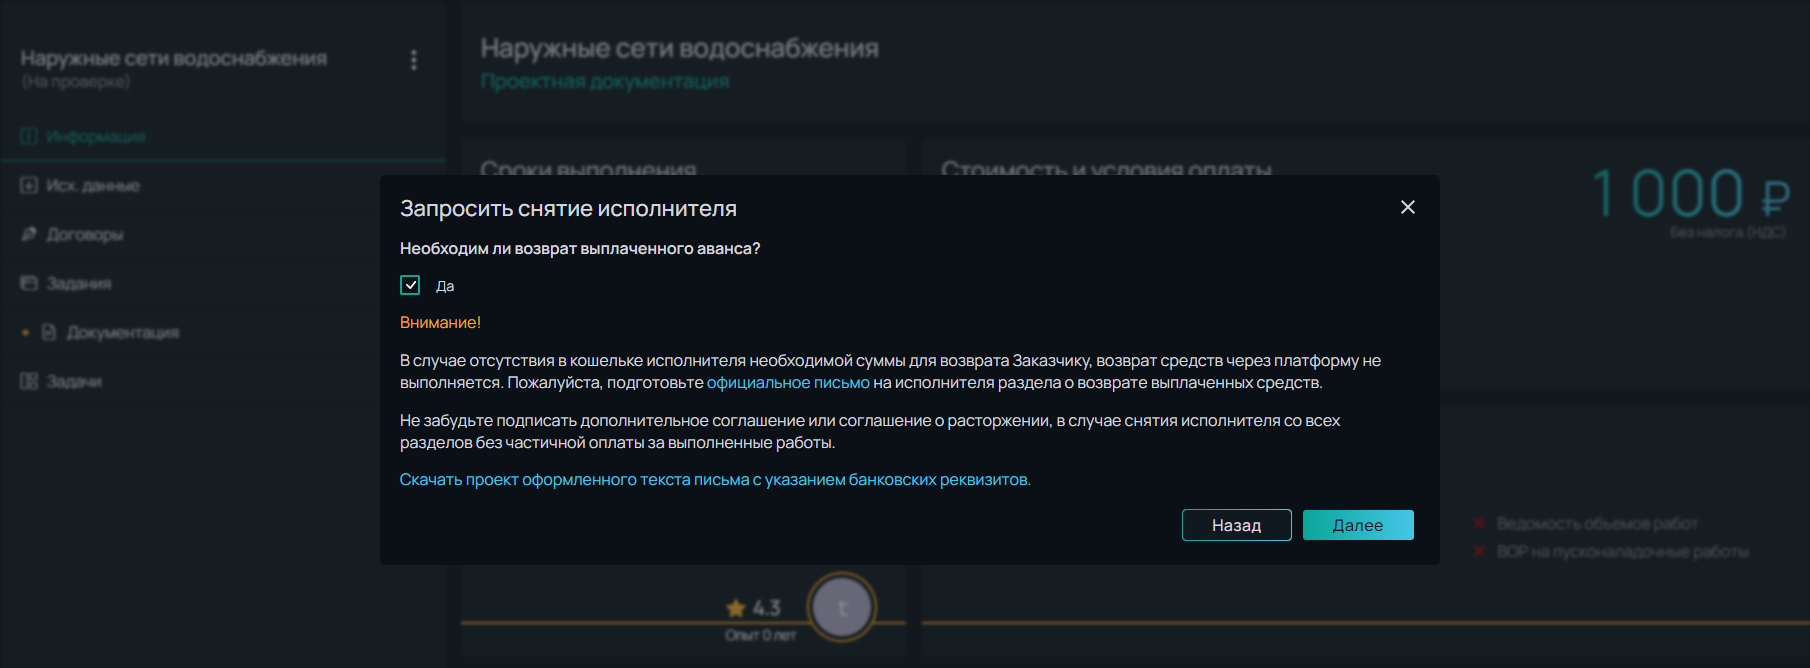 Наружные сети водоснабжения
(На проверке)
Информация
Исх. данные
Договоры
Задания
Документация
Задачи
Наружные сети водоснабжения
Проектная документация
Сроки выполнения
Стоимость и условия оплаты
1 000 ₽
Без налога (НДС)
Запросить снятие исполнителя
Необходим ли возврат выплаченного аванса?
Да
Внимание!
В случае отсутствия в кошельке исполнителя необходимой суммы для возврата Заказчику, возврат средств через платформу не
выполняется. Пожалуйста, подготовьте официальное письмо на исполнителя раздела о возврате выплаченных средств.
Не забудьте подписать дополнительное соглашение или соглашение о расторжении, в случае снятия исполнителя со всех
разделов без частичной оплаты за выполненные работы.
Скачать проект оформленного текста письма с указанием банковских реквизитов.
Назад
Далее
Ведомость объемов работ
ВОР на пусконаладочные работы
4.3
Опыт 0 лет
t